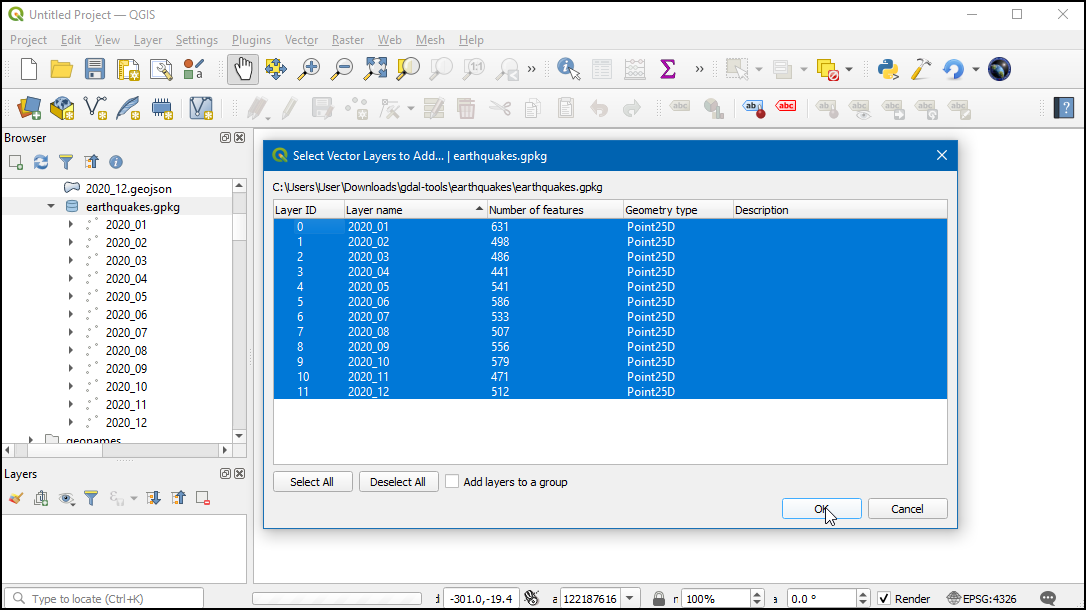 Untitled Project — QGIS
Project Edit View Layer Settings Plugins Vector Raster Web Mesh Help
Browser
2020_12.geojson
earthquakes.gpkg
2020_01
2020_02
2020_03
2020_04
2020_05
2020_06
2020_07
2020_08
2020_09
2020_10
2020_11
2020_12
geonames
Layers
Select Vector Layers to Add... | earthquakes.gpkg
C:\Users\User\Downloads\gdal-tools\earthquakes\earthquakes.gpkg
Layer ID Layer name Number of features Geometry type Description
0 2020_01 631 Point25D
1 2020_02 498 Point25D
2 2020_03 486 Point25D
3 2020_04 441 Point25D
4 2020_05 541 Point25D
5 2020_06 586 Point25D
6 2020_07 533 Point25D
7 2020_08 507 Point25D
8 2020_09 556 Point25D
9 2020_10 579 Point25D
10 2020_11 471 Point25D
11 2020_12 512 Point25D
Select All Deselect All Add layers to a group
OK Cancel
Type to locate (Ctrl+K) -301.0,-19.4 a 122187616 100% a 0.0 ° Render EPSG:4326